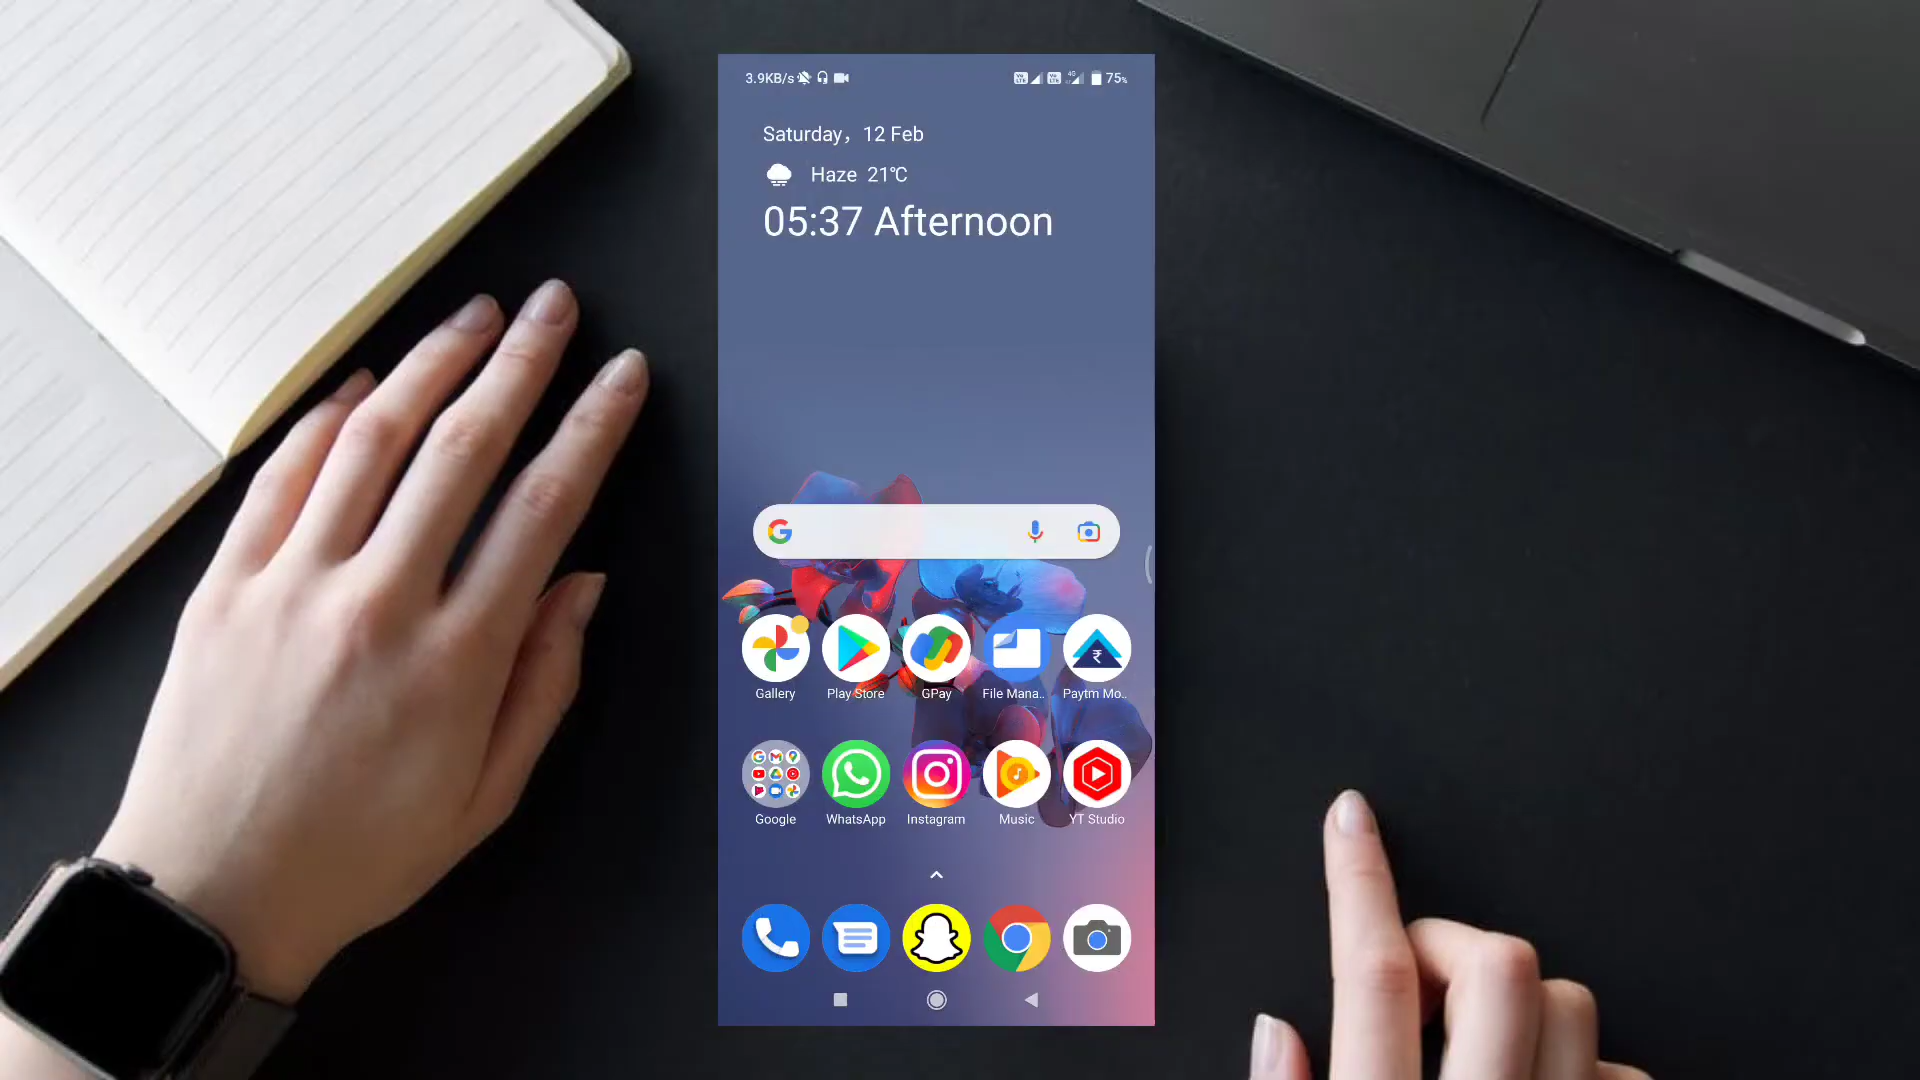 3.9KB/s
75%
Saturday, 12 Feb
Haze 21℃
05:37 Afternoon
Gallery Play Store GPay File Mana.. Paytm Mo..
Google WhatsApp Instagram Music YT Studio